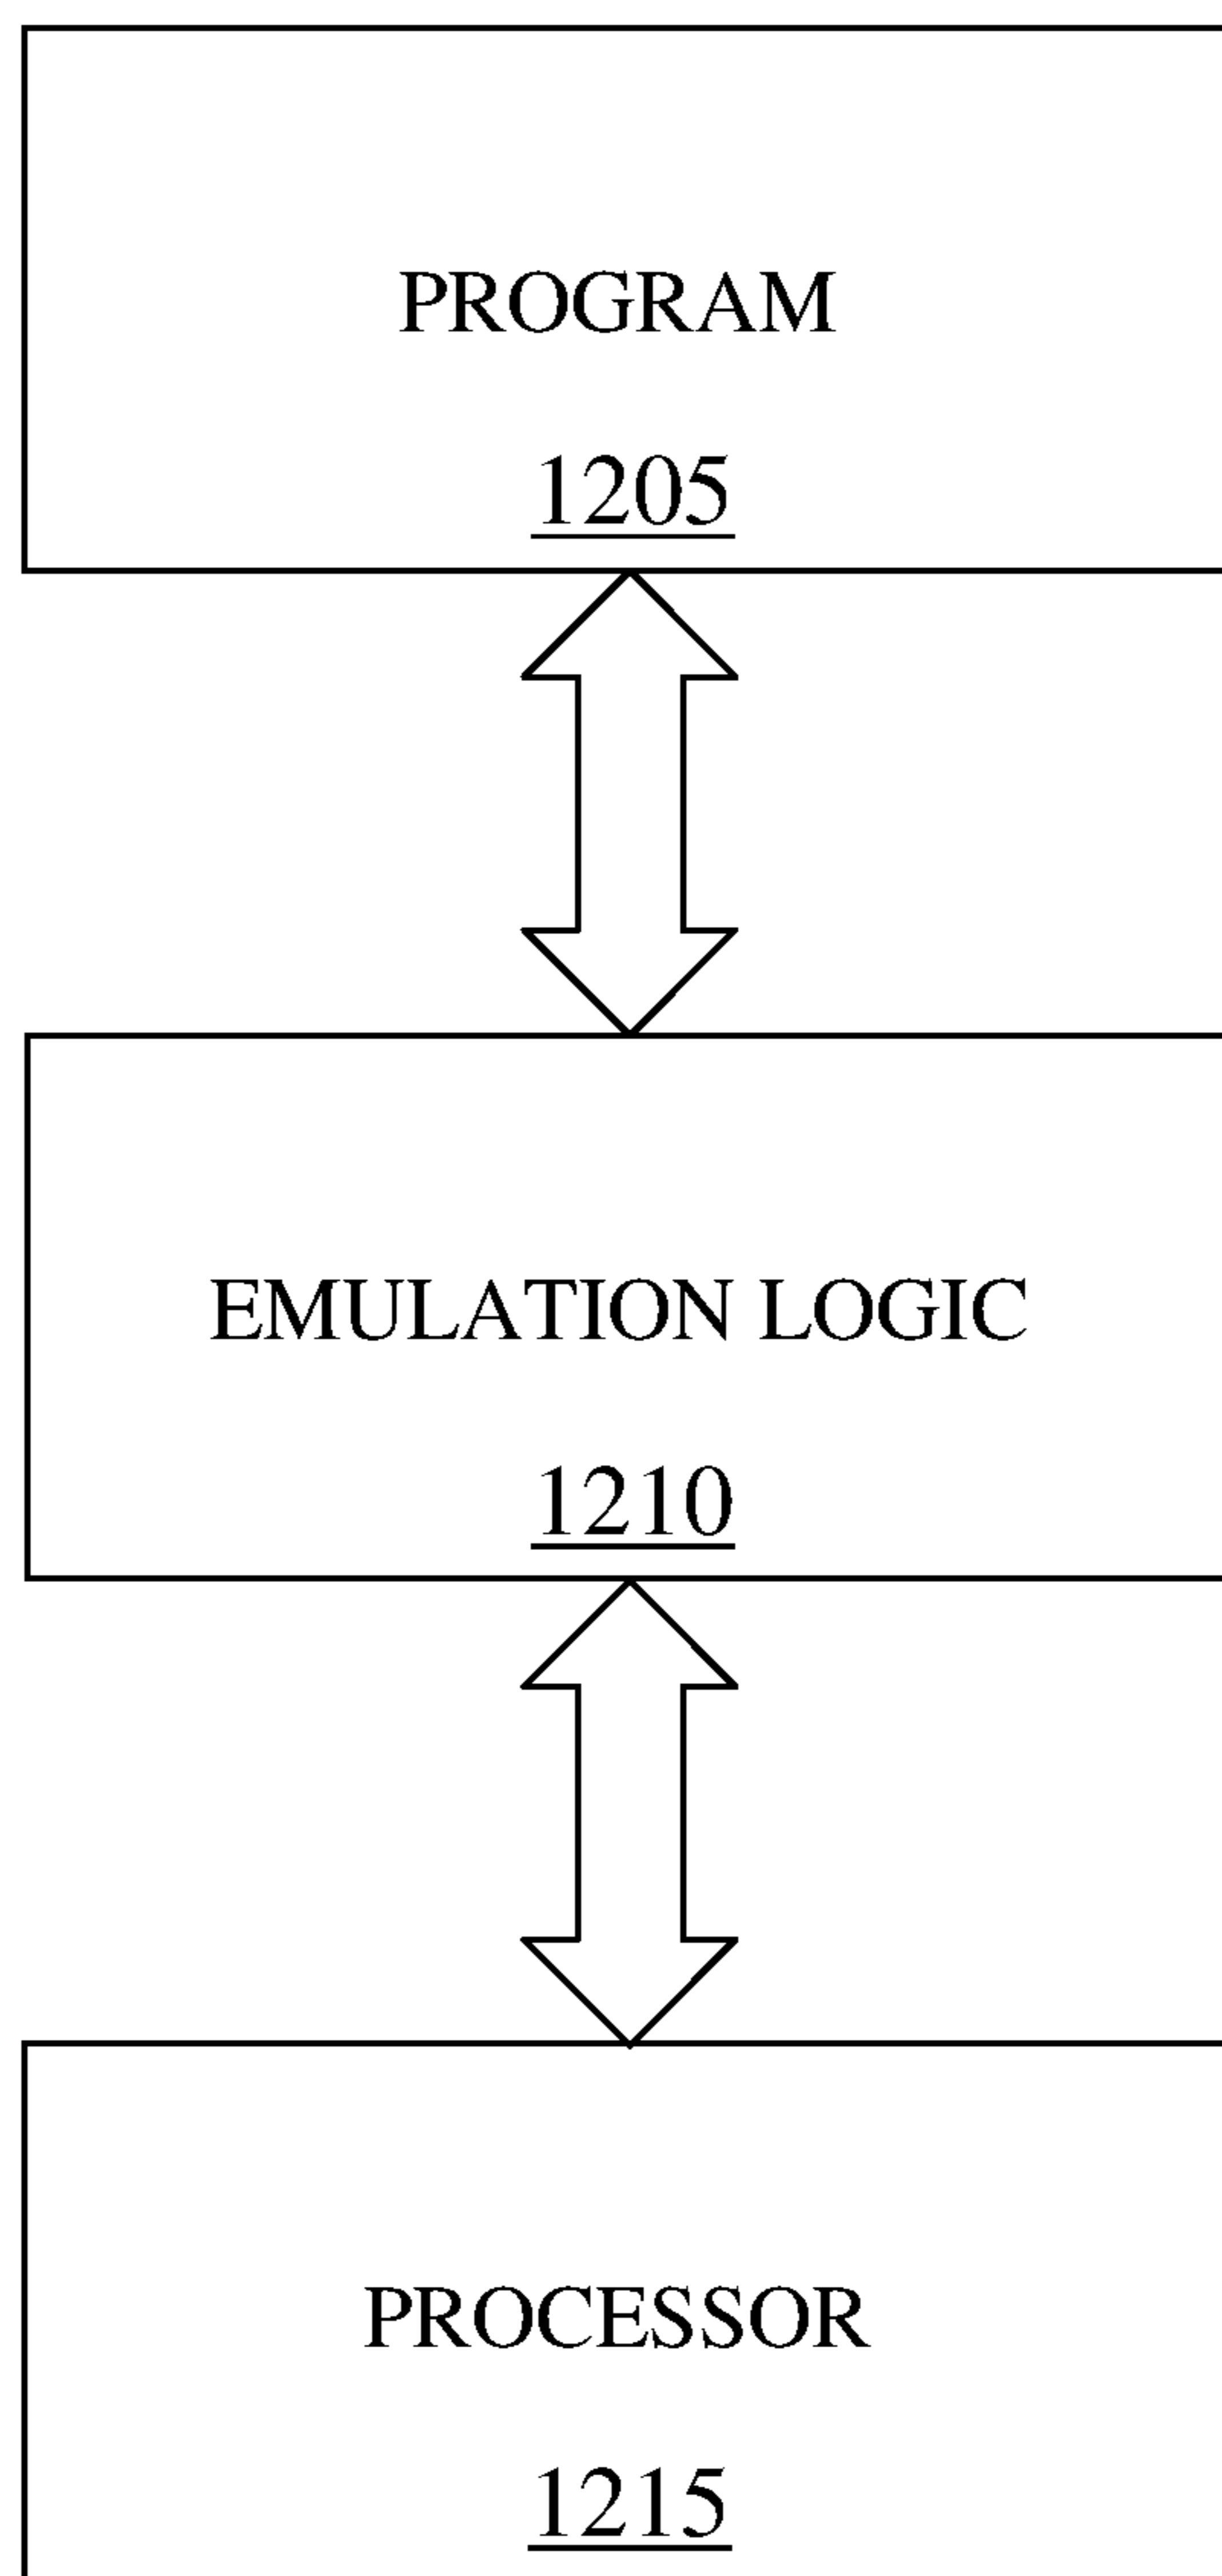 PROGRAM
1205
EMULATION LOGIC
1210
PROCESSOR
1215